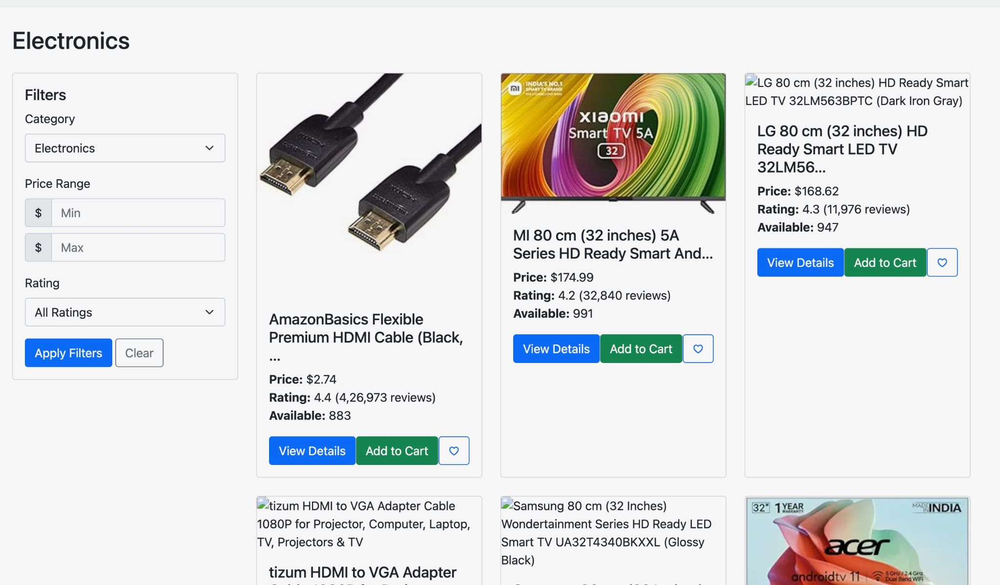 Electronics
Filters
Category
Electronics
Price Range
$ Min
$ Max
Rating
All Ratings
Apply Filters
Clear
AmazonBasics Flexible
Premium HDMI Cable (Black,
...
Price: $2.74
Rating: 4.4 (4,26,973 reviews)
Available: 883
View Details
Add to Cart
mi
INDIA'S NO.1
SMART TV BRAND
xiaomi
Smart TV 5A
32
MI 80 cm (32 inches) 5A
Series HD Ready Smart And...
Price: $174.99
Rating: 4.2 (32,840 reviews)
Available: 991
View Details
Add to Cart
LG 80 cm (32 inches) HD Ready Smart
LED TV 32LM563BPTC (Dark Iron Gray)
LG 80 cm (32 inches) HD
Ready Smart LED TV
32LM56...
Price: $168.62
Rating: 4.3 (11,976 reviews)
Available: 947
View Details
Add to Cart
tizum HDMI to VGA Adapter Cable
1080P for Projector, Computer, Laptop,
TV, Projectors & TV
tizum HDMI to VGA Adapter
Samsung 80 cm (32 Inches)
Wondertainment Series HD Ready LED
Smart TV UA32T4340BKXXL (Glossy
Black)
32" 1 YEAR
WARRANTY
MADE IN INDIA
acer
androidtv 11
5 GHz / 2.4 GHz
Dual Band WiFi